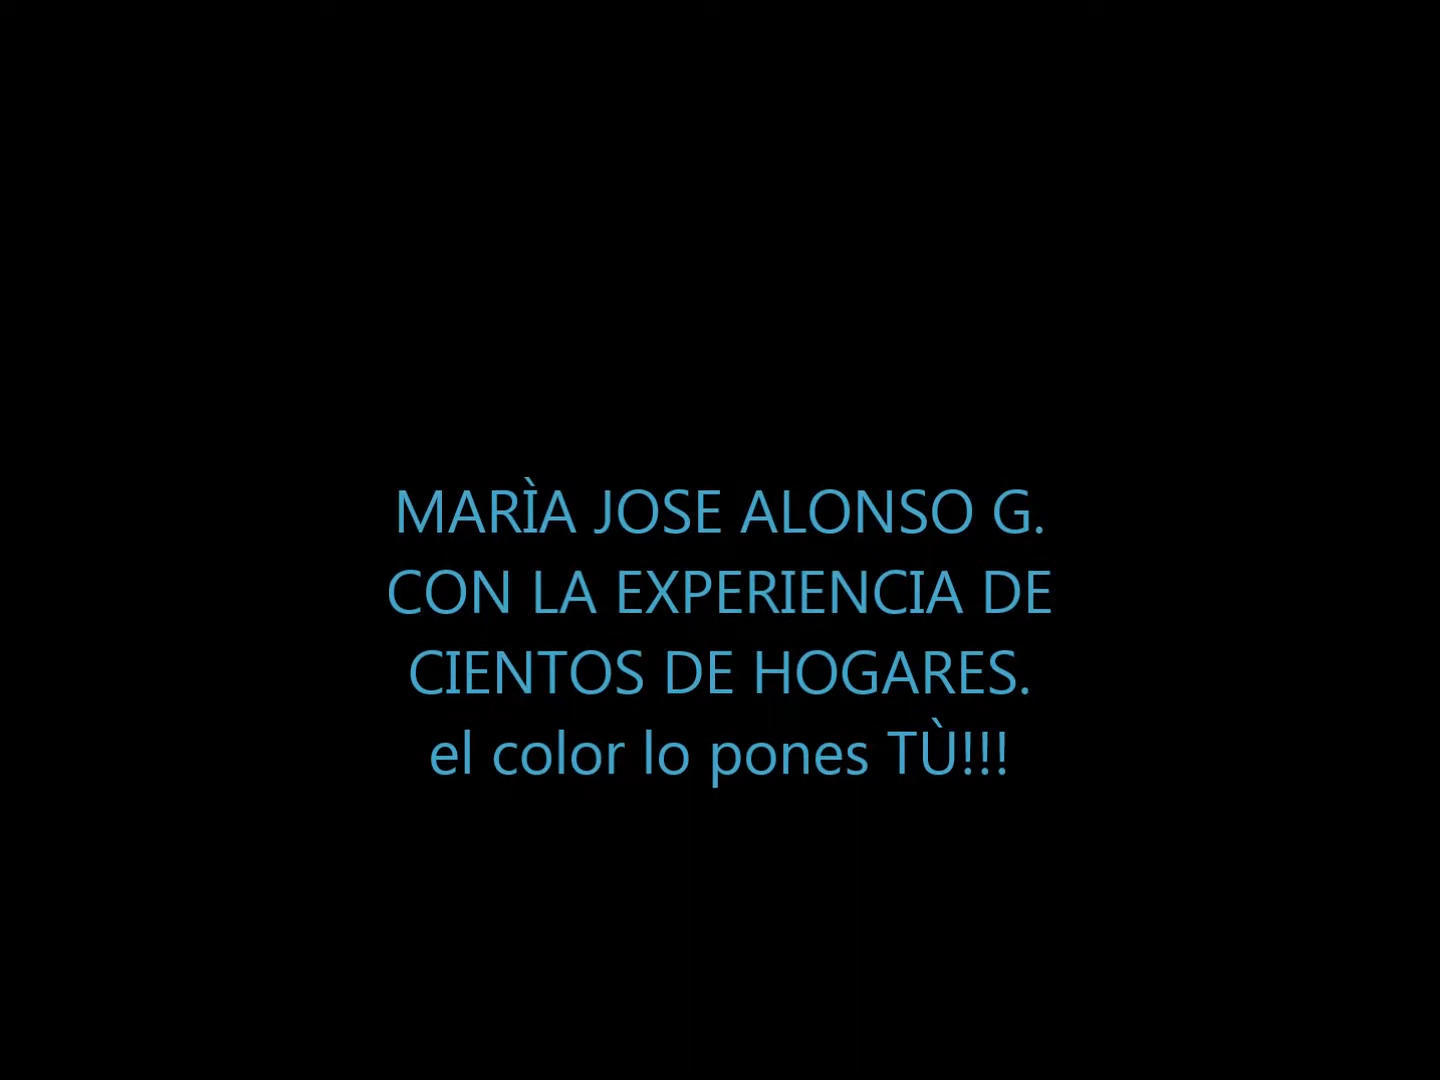 MARÌA JOSE ALONSO G.
CON LA EXPERIENCIA DE
CIENTOS DE HOGARES.
el color lo pones TÙ!!!